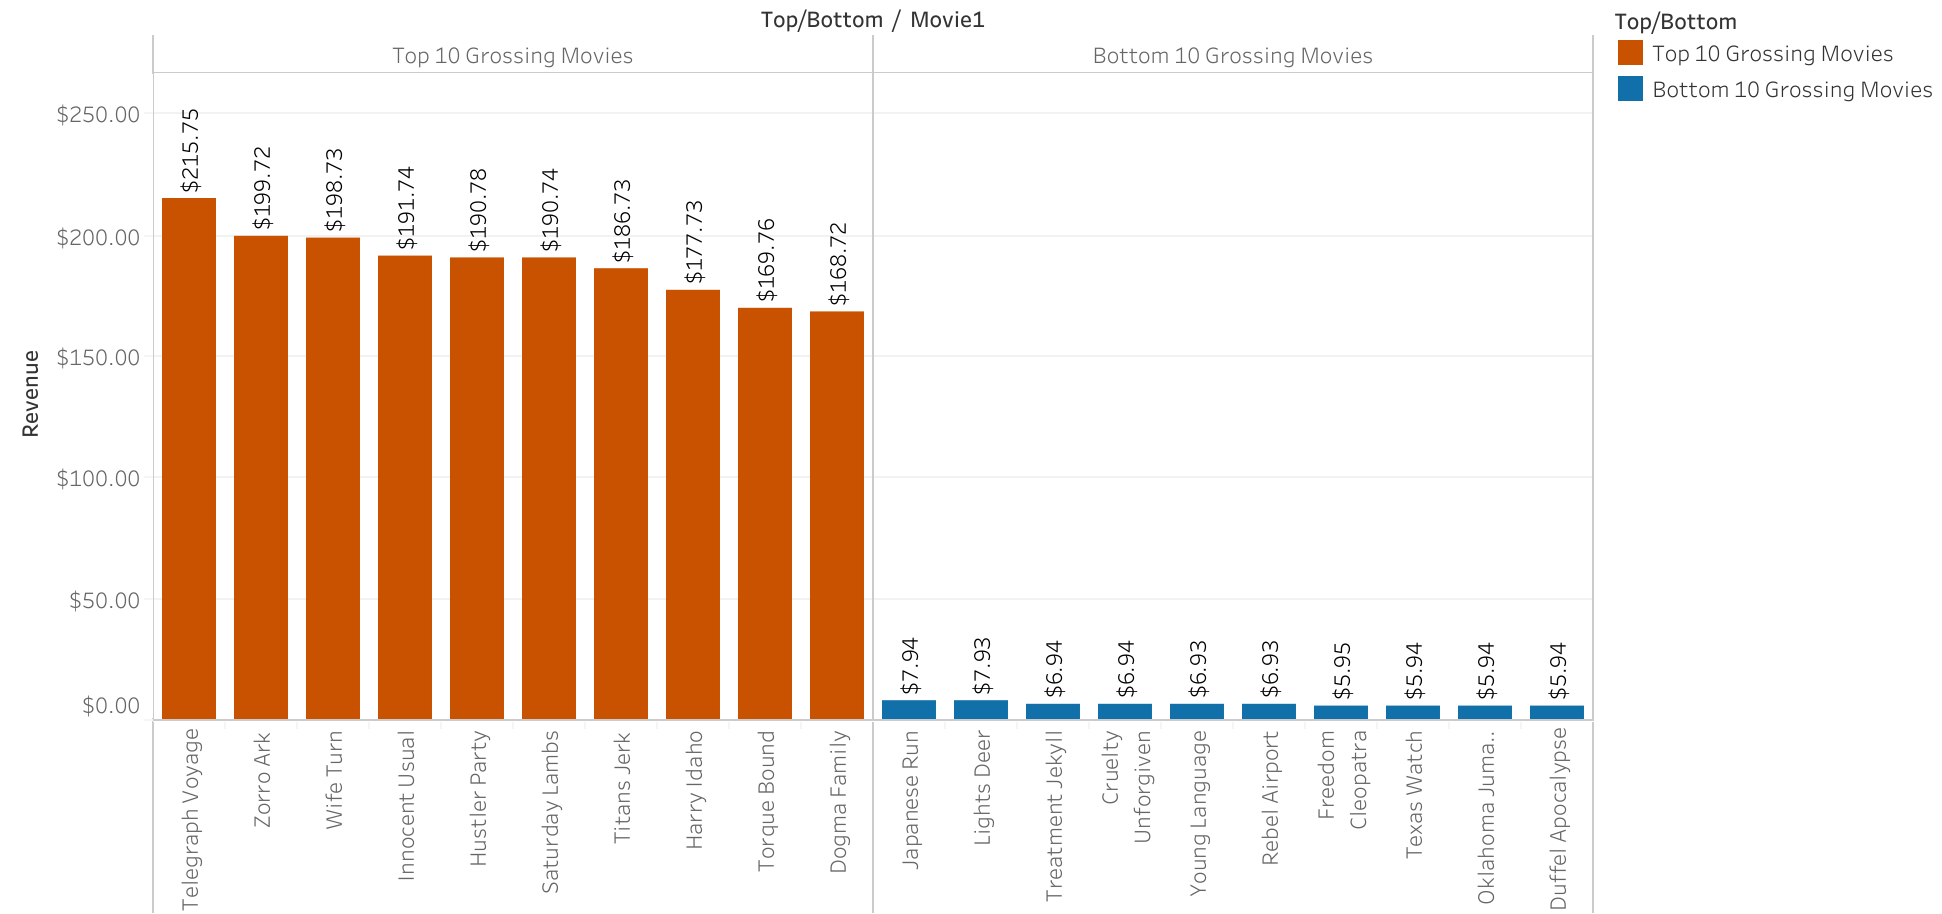 Top/Bottom / Movie1
Top 10 Grossing Movies
Bottom 10 Grossing Movies
Top/Bottom
Top 10 Grossing Movies
Bottom 10 Grossing Movies
Revenue
$250.00
$200.00
$150.00
$100.00
$50.00
$0.00
$215.75
$199.72
$198.73
$191.74
$190.78
$190.74
$186.73
$177.73
$169.76
$168.72
$7.94
$7.93
$6.94
$6.94
$6.93
$6.93
$5.95
$5.94
$5.94
$5.94
Telegraph Voyage
Zorro Ark
Wife Turn
Innocent Usual
Hustler Party
Saturday Lambs
Titans Jerk
Harry Idaho
Torque Bound
Dogma Family
Japanese Run
Lights Deer
Treatment Jekyll
Cruelty
Unforgiven
Young Language
Rebel Airport
Freedom
Cleopatra
Texas Watch
Oklahoma Juma..
Duffel Apocalypse